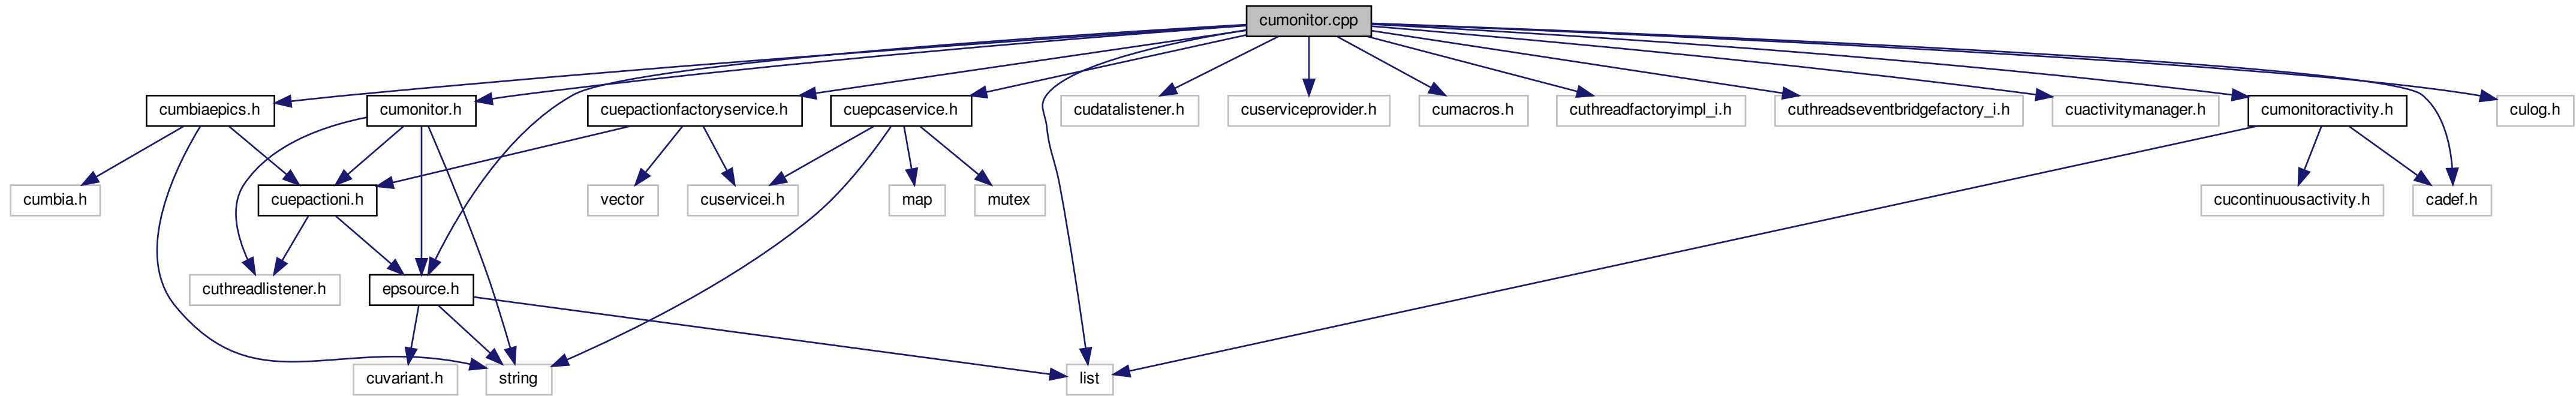 cumonitor.cpp
cumbiaepics.h
cumonitor.h
cuepactionfactoryservice.h
cuepcaservice.h
cudatalistener.h
cuserviceprovider.h
cumacros.h
cuthreadfactoryimpl_i.h
cuthreadseventbridgefactory_i.h
cuactivitymanager.h
cumonitoractivity.h
culog.h
cumbia.h
cuepactioni.h
vector
cuservicei.h
map
mutex
cucontinuousactivity.h
cadef.h
cuthreadlistener.h
epsource.h
cuvariant.h
string
list